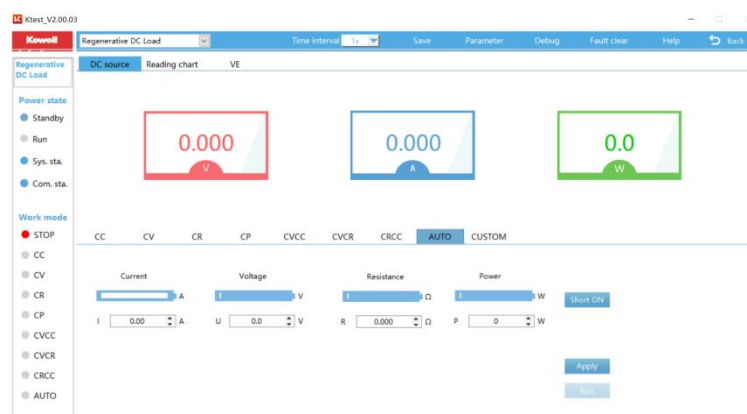 Ktest_V2.00.03
Kewell
Regenerative DC Load Time Interval 1s Save Parameter Debug Fault clear Help Back
Regenerative
DC Load
DC source Reading chart VE
Power state
Standby
Run
Sys. sta.
Com. sta.
0.000
V
0.000
A
0.0
W
Work mode
STOP
CC
CV
CR
CP
CVCC
CVCR
CRCC
AUTO
CC CV CR CP CVCC CVCR CRCC AUTO CUSTOM
Current Voltage Resistance Power
A V Ω W Short ON
I 0.00 A U 0.0 V R 0.000 Ω P 0 W
Apply
Run